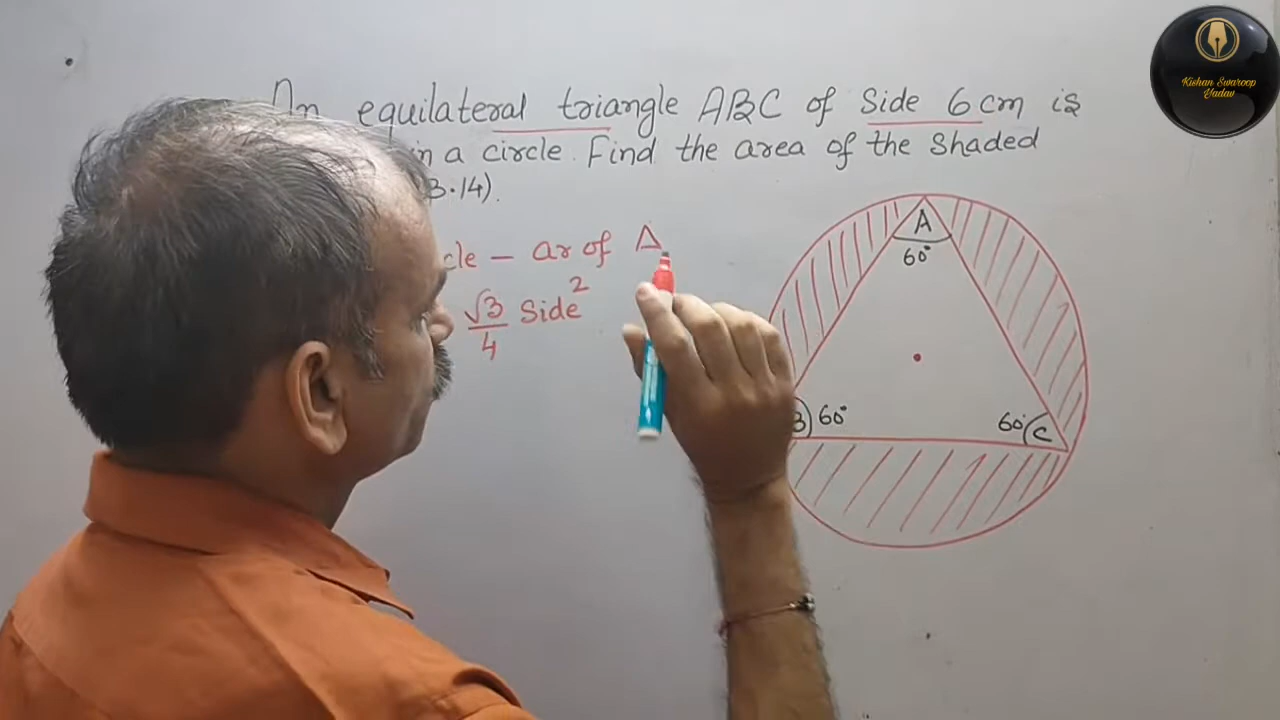 An equilateral triangle ABC of Side 6 cm is
in a circle. Find the area of the Shaded
3.14).
cle - ar of Δ
√3/4 Side²
A
60°
B 60°
60° C
Kishan Swaroop
Yadav